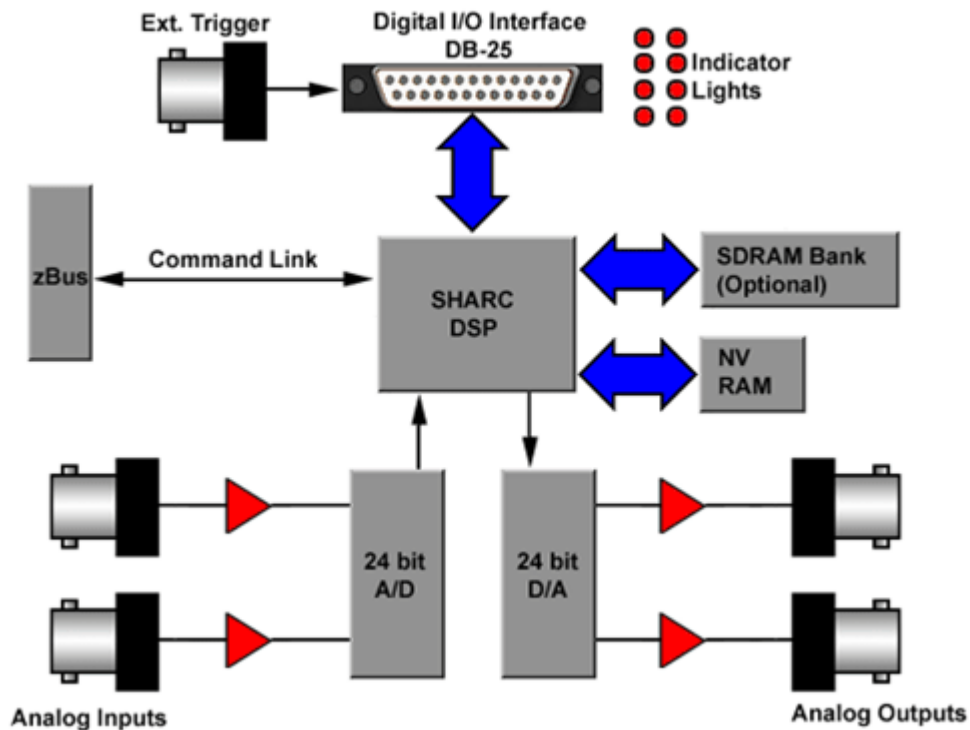 Ext. Trigger
Digital I/O Interface
DB-25
Indicator
Lights
zBus
Command Link
SHARC
DSP
SDRAM Bank
(Optional)
NV
RAM
24 bit
A/D
24 bit
D/A
Analog Inputs
Analog Outputs